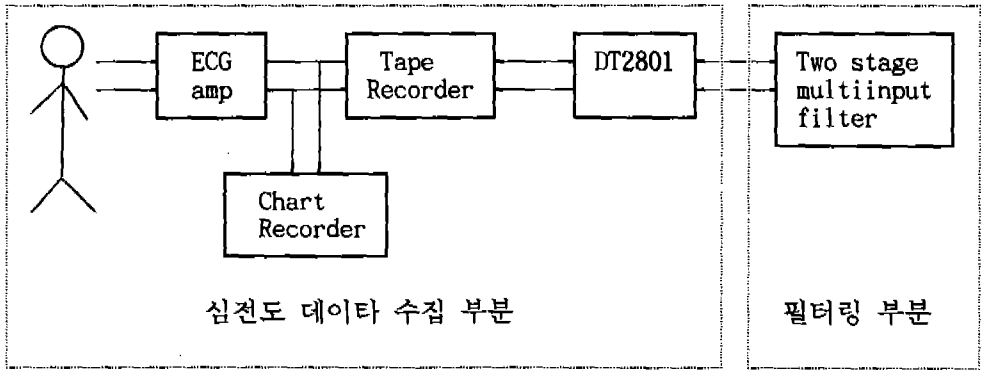 ECG
amp
Tape
Recorder
DT2801
Two stage
multiinput
filter
Chart
Recorder
심전도 데이타 수집 부분
필터링 부분